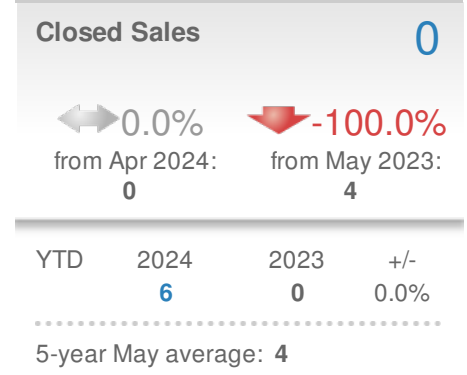 Closed Sales 0
0.0% -100.0%
from Apr 2024: from May 2023:
0 4
YTD 2024 2023 +/-
6 0 0.0%
5-year May average: 4